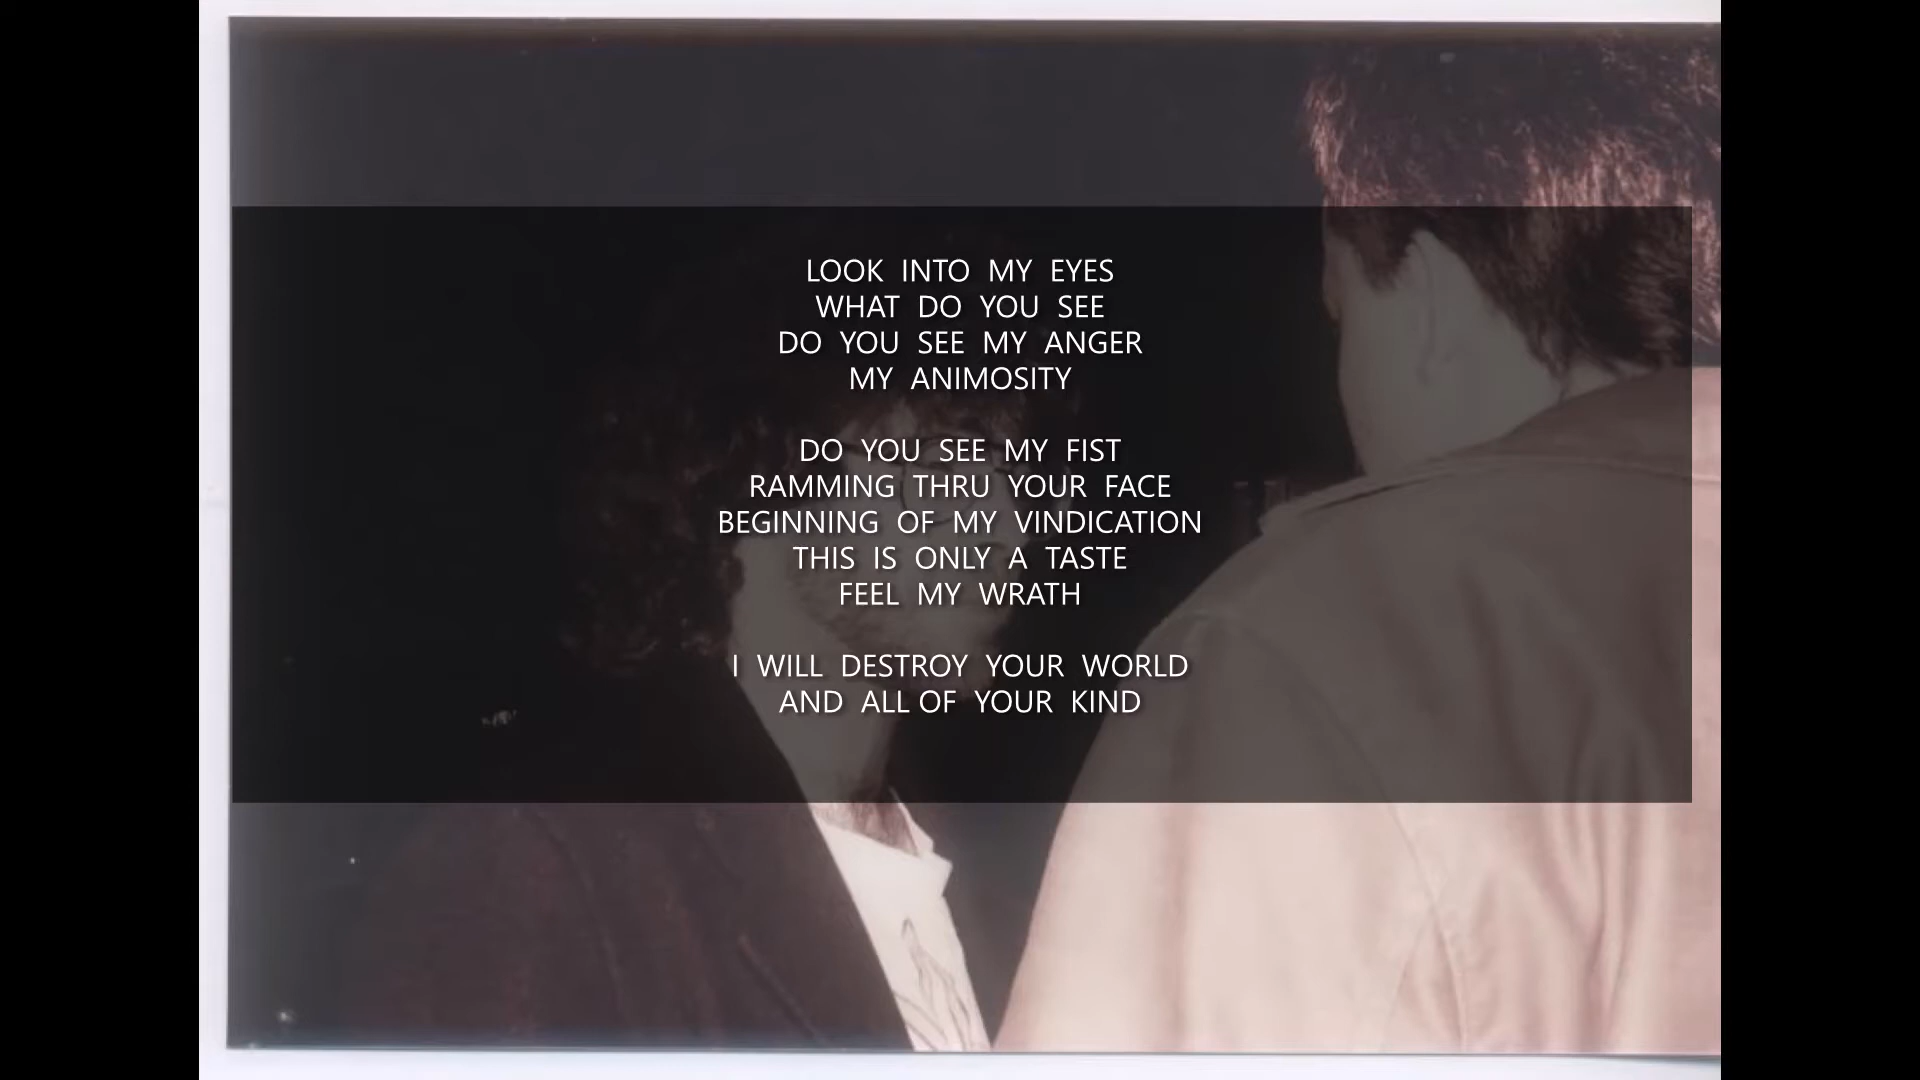 LOOK INTO MY EYES
WHAT DO YOU SEE
DO YOU SEE MY ANGER
MY ANIMOSITY
DO YOU SEE MY FIST
RAMMING THRU YOUR FACE
BEGINNING OF MY VINDICATION
THIS IS ONLY A TASTE
FEEL MY WRATH
I WILL DESTROY YOUR WORLD
AND ALL OF YOUR KIND